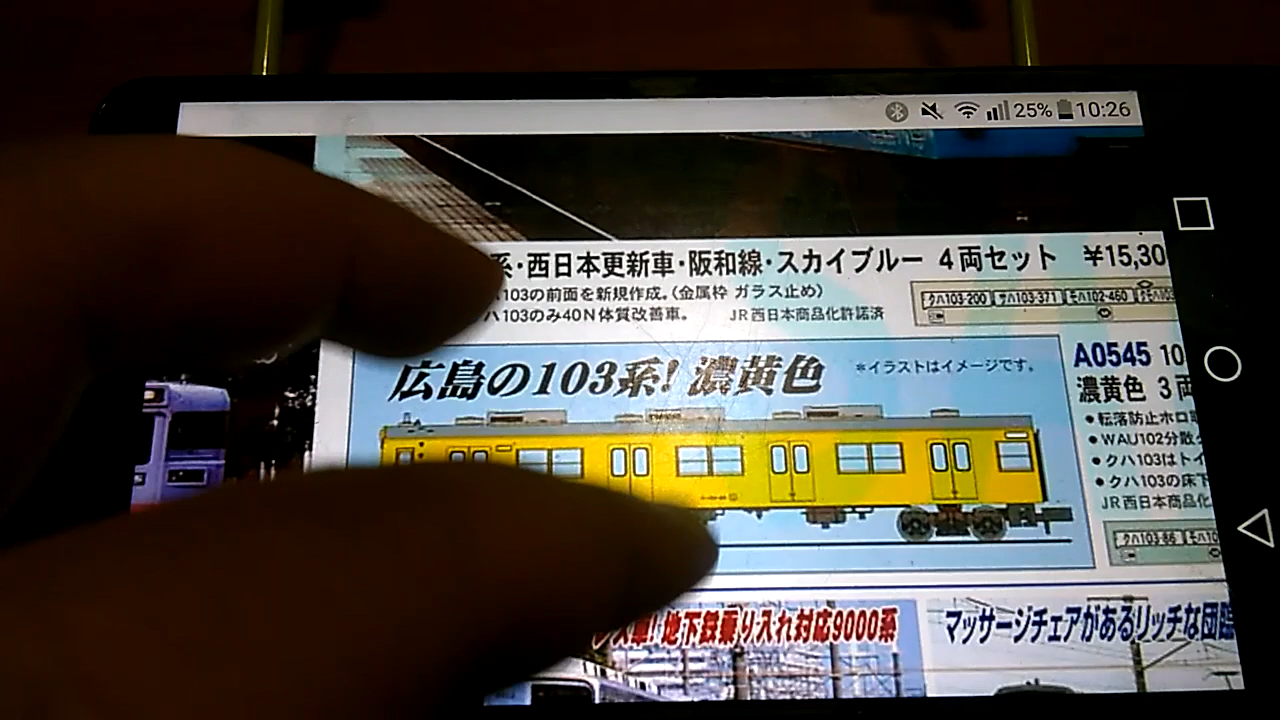 25% 10:26
系・西日本更新車・阪和線・スカイブルー 4両セット ¥15,30
103の前面を新規作成。(金属枠 ガラス止め)
ハ103のみ40N体質改善車。 JR西日本商品化許諾済
クハ103-200 サハ103-371 モハ102-460
広島の103系! 濃黄色
*イラストはイメージです。
A0545 10
濃黄色 3両
•転落防止ホロ
•WAU102分散
•クハ103はトイ
•クハ103の床下
JR西日本商品化
クハ103-86 モハ10
地下鉄乗り入れ対応9000系
マッサージチェアがあるリッチな団臨